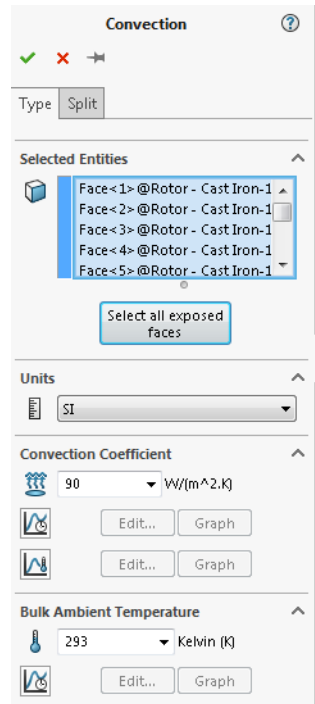 Convection
Type Split
Selected Entities
Face<1>@Rotor - Cast Iron-1
Face<2>@Rotor - Cast Iron-1
Face<3>@Rotor - Cast Iron-1
Face<4>@Rotor - Cast Iron-1
Face<5>@Rotor - Cast Iron-1
Select all exposed
faces
Units
SI
Convection Coefficient
90 W/(m^2.K)
Edit... Graph
Edit... Graph
Bulk Ambient Temperature
293 Kelvin (K)
Edit... Graph